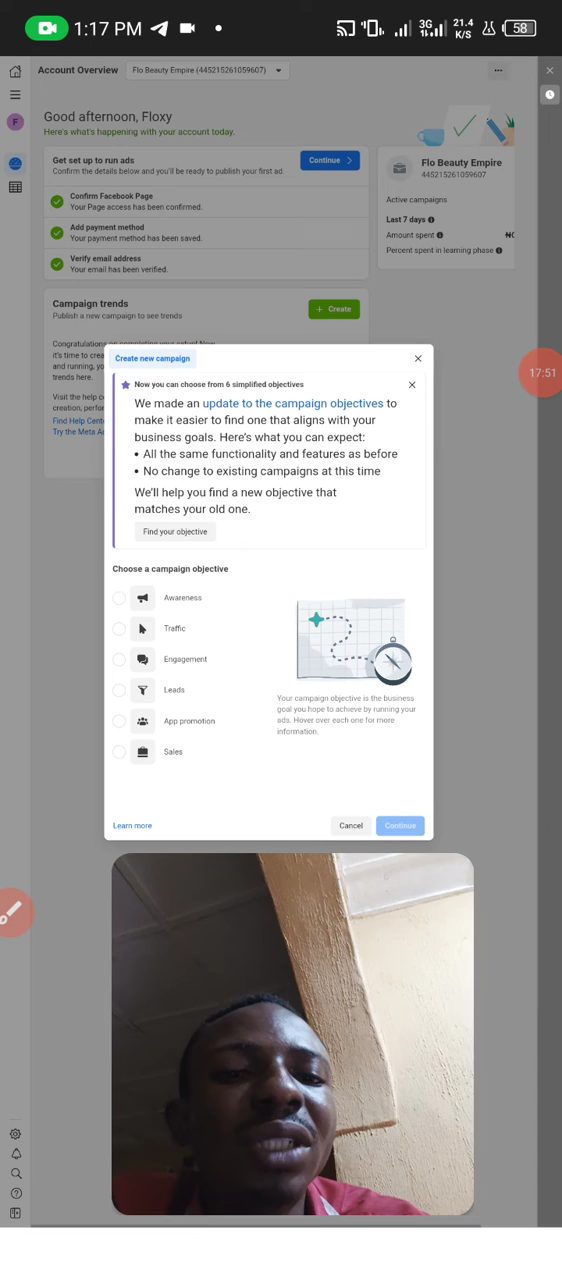 1:17 PM
3G
21.4
K/S
58
Account Overview
Flo Beauty Empire (445215261059607)
F
Good afternoon, Floxy
Here's what's happening with your account today.
Get set up to run ads
Confirm the details below and you'll be ready to publish your first ad.
Continue
Confirm Facebook Page
Your Page access has been confirmed.
Add payment method
Your payment method has been saved.
Verify email address
Your email has been verified.
Flo Beauty Empire
445215261059607
Active campaigns
Last 7 days
Amount spent
Percent spent in learning phase
Campaign trends
Publish a new campaign to see trends
Create
17:51
Create new campaign
Now you can choose from 6 simplified objectives
We made an update to the campaign objectives to
make it easier to find one that aligns with your
business goals. Here's what you can expect:
• All the same functionality and features as before
• No change to existing campaigns at this time
We'll help you find a new objective that
matches your old one.
Find your objective
Choose a campaign objective
Awareness
Traffic
Engagement
Leads
App promotion
Sales
Your campaign objective is the business
goal you hope to achieve by running your
ads. Hover over each one for more
information.
Learn more
Cancel
Continue